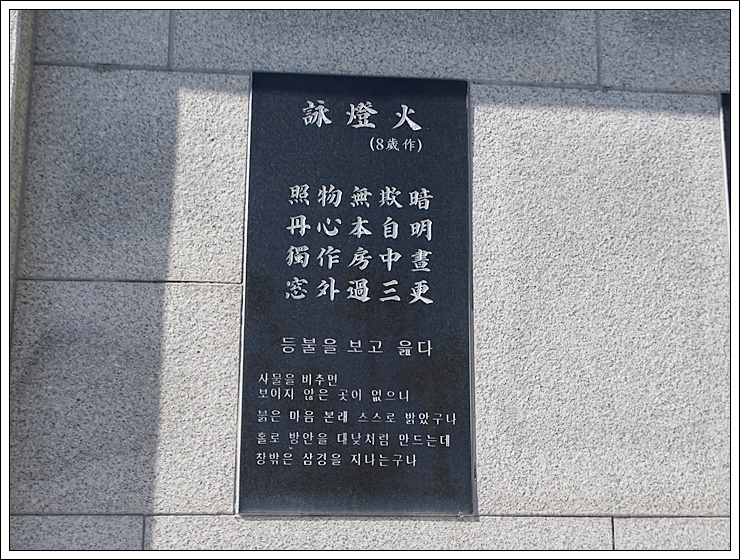 詠燈火
(8歲作)
照物無欺暗
丹心本自明
獨作房中晝
窓外過三更
등불을 보고 읊다
사물을 비추면
보이지 않은 곳이 없으니
붉은 마음 본래 스스로 밝았구나
홀로 방안을 대낮처럼 만드는데
창밖은 삼경을 지나는구나